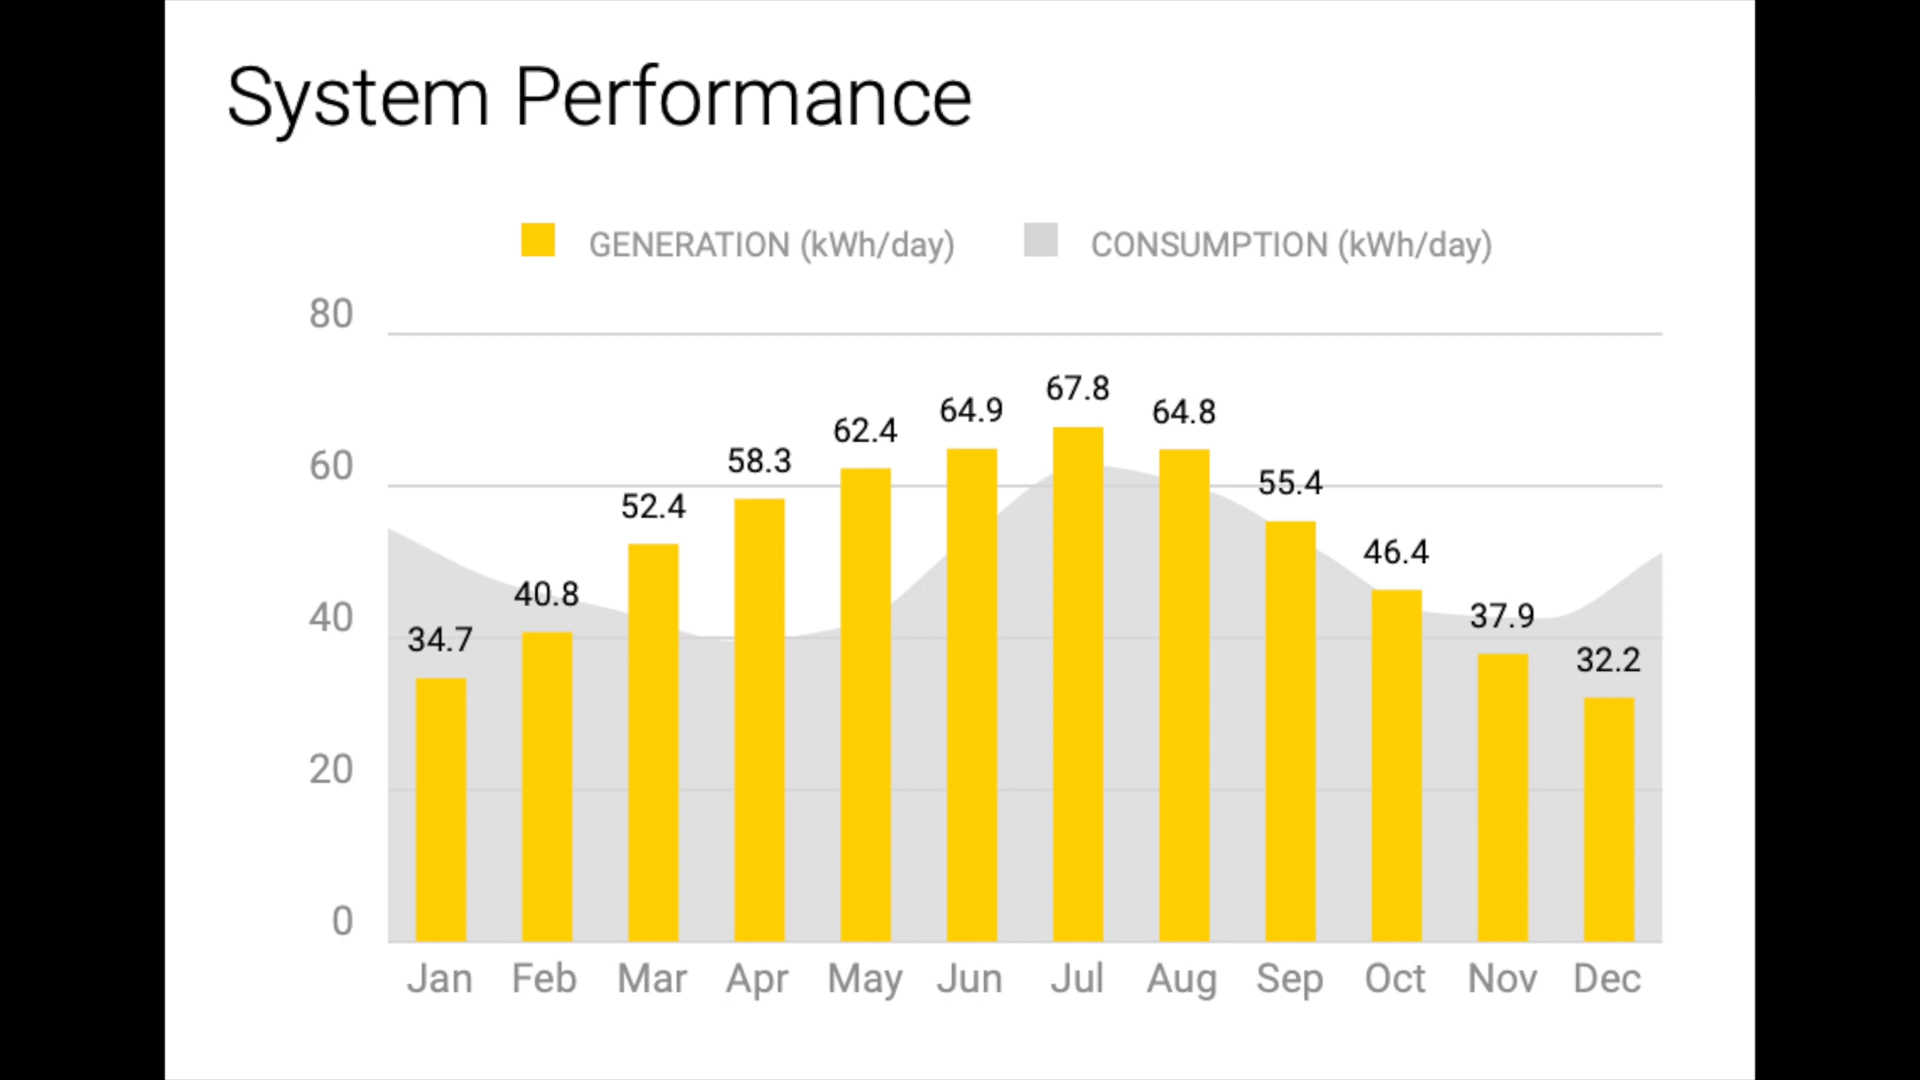 System Performance
GENERATION (kWh/day) CONSUMPTION (kWh/day)
80
60
40
20
0
34.7 40.8 52.4 58.3 62.4 64.9 67.8 64.8 55.4 46.4 37.9 32.2
Jan Feb Mar Apr May Jun Jul Aug Sep Oct Nov Dec